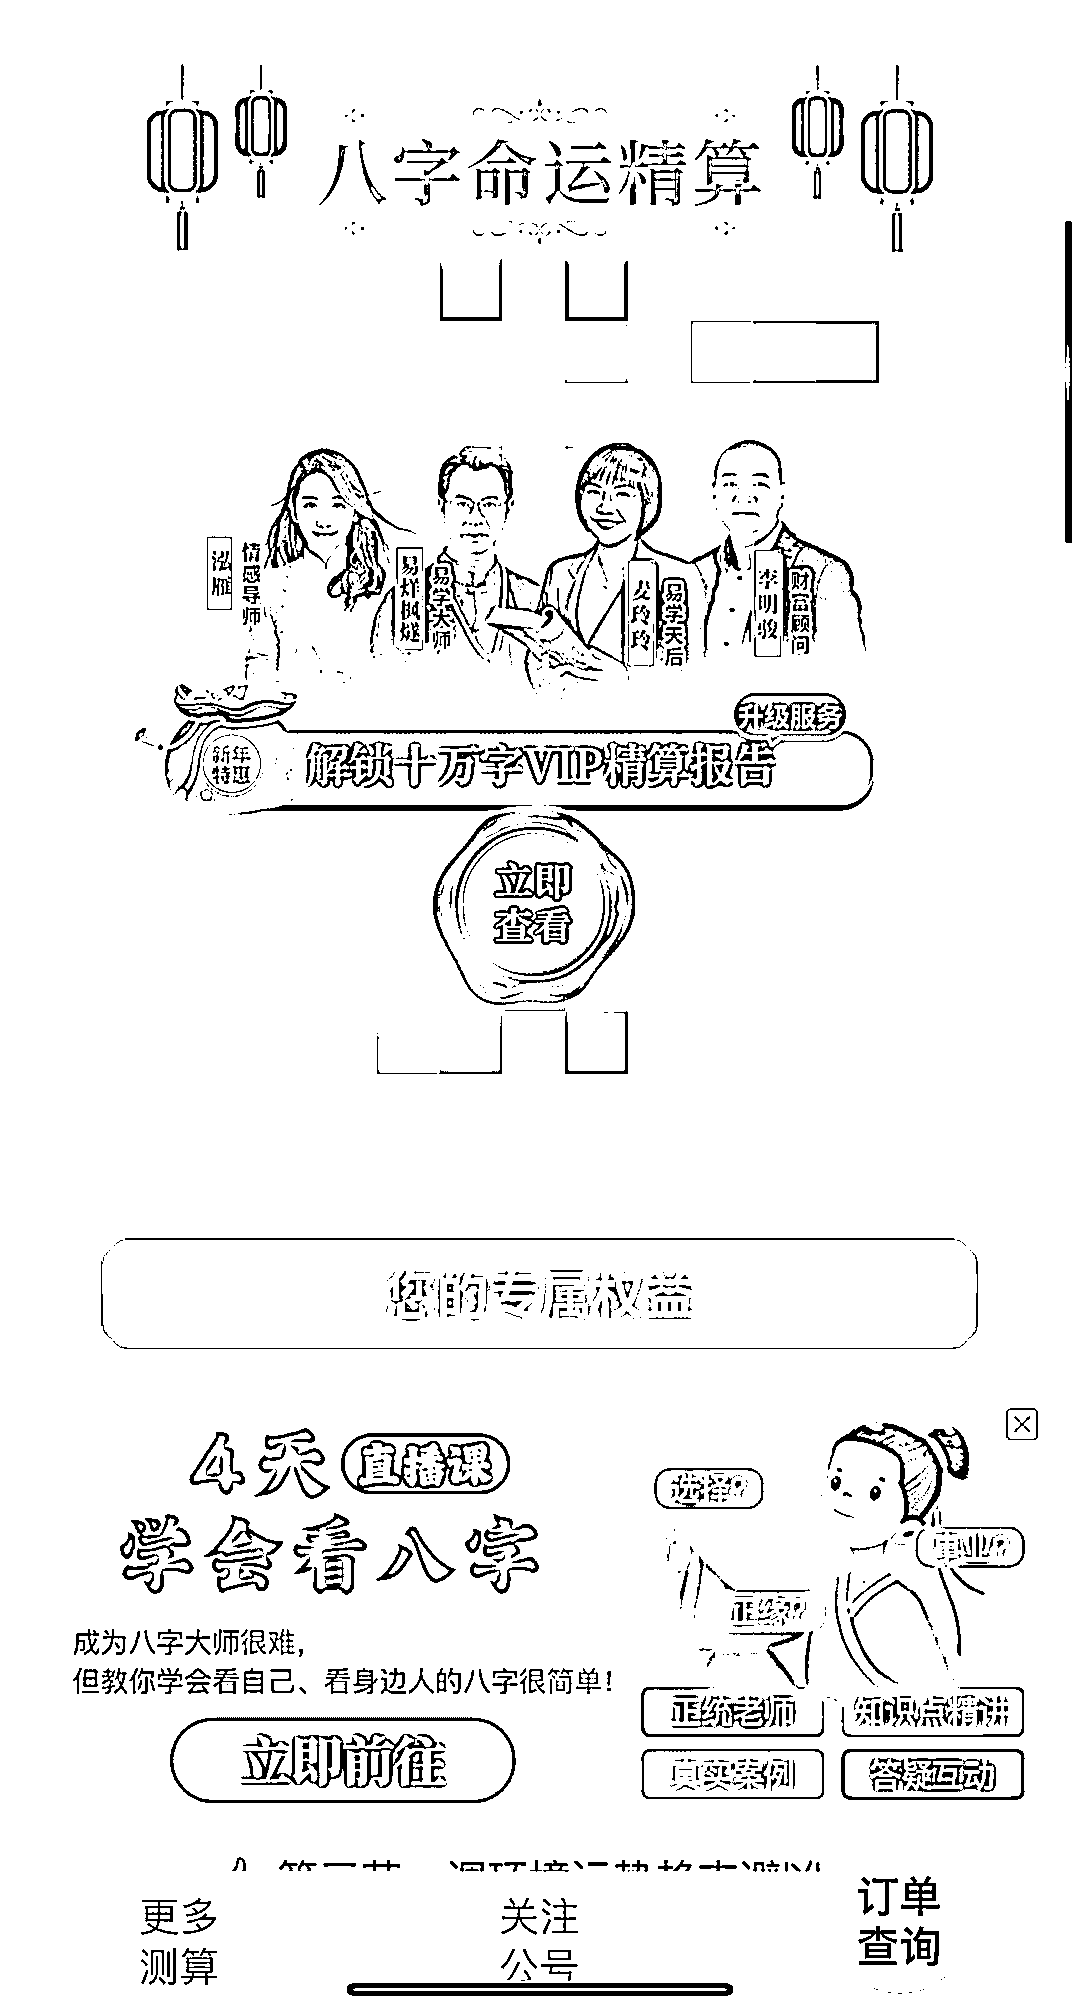 八字命运精算
泓雁
情感导师
易烊枫燧
易学大师
麦玲玲
易学天后
李明骏
财富顾问
升级服务
新年
特惠
解锁十万字VIP精算报告
立即
查看
您的专属权益
4天 直播课
学会看八字
成为八字大师很难，
但教你学会看自己、看身边人的八字很简单！
立即前往
选择?
事业?
正缘?
正统老师
知识点精讲
真实案例
答疑互动
更多
测算
关注
公号
订单
查询